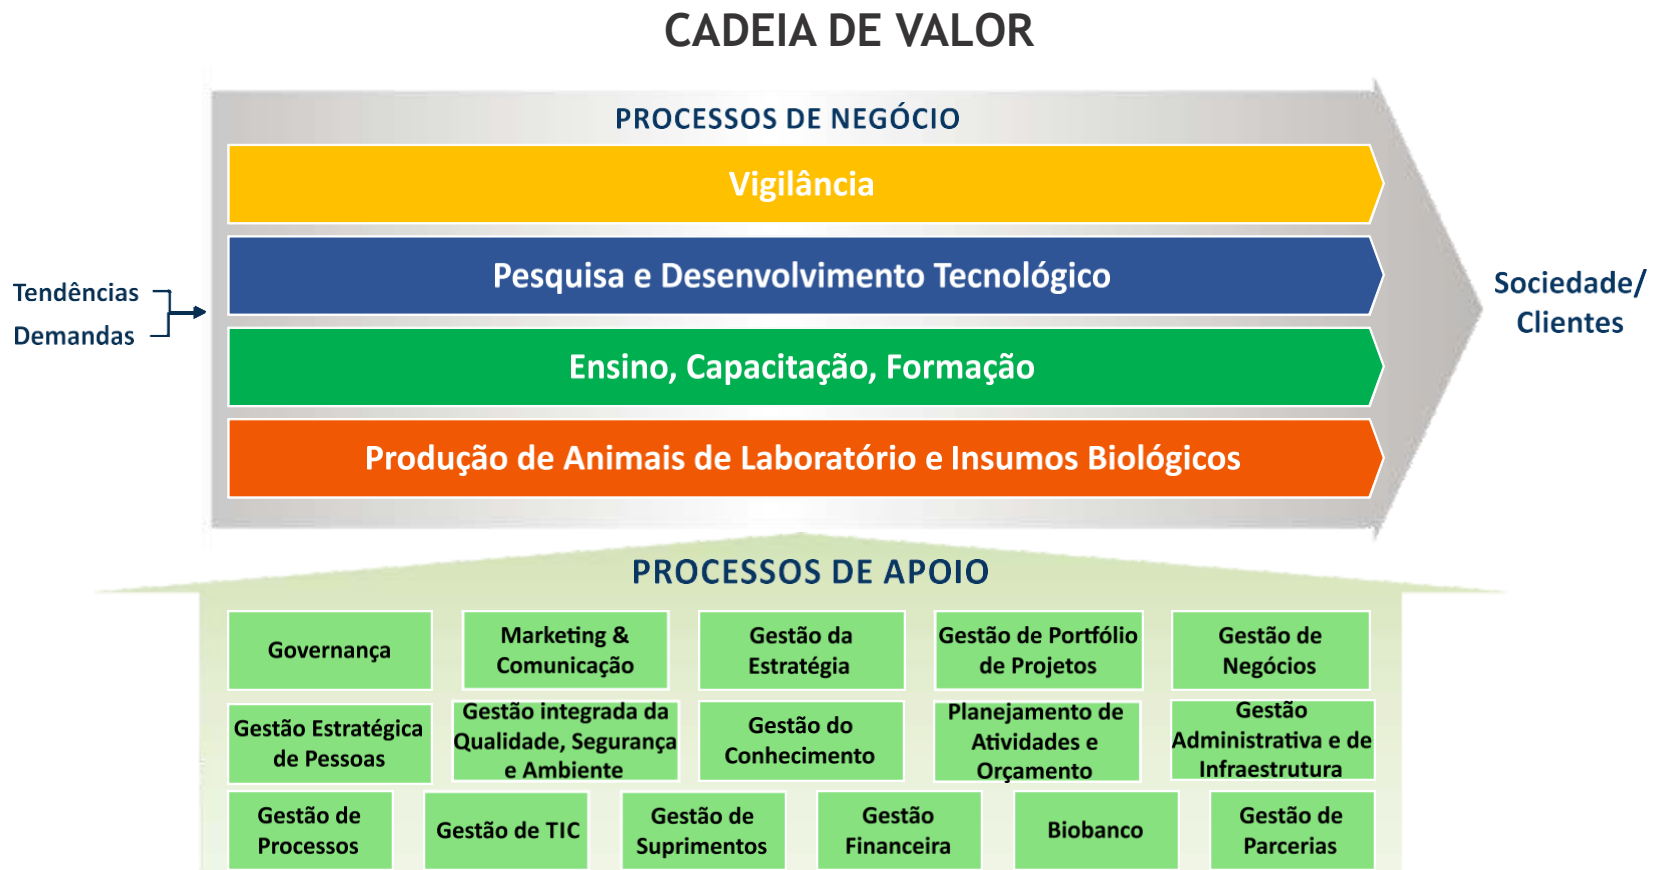 CADEIA DE VALOR
PROCESSOS DE NEGÓCIO
Vigilância
Pesquisa e Desenvolvimento Tecnológico
Ensino, Capacitação, Formação
Produção de Animais de Laboratório e Insumos Biológicos
Tendências
Demandas
Sociedade/
Clientes
PROCESSOS DE APOIO
Governança
Marketing &
Comunicação
Gestão da
Estratégia
Gestão de Portfólio
de Projetos
Gestão de
Negócios
Gestão Estratégica
de Pessoas
Gestão integrada da
Qualidade, Segurança
e Ambiente
Gestão do
Conhecimento
Planejamento de
Atividades e
Orçamento
Gestão
Administrativa e de
Infraestrutura
Gestão de
Processos
Gestão de TIC
Gestão de
Suprimentos
Gestão
Financeira
Biobanco
Gestão de
Parcerias